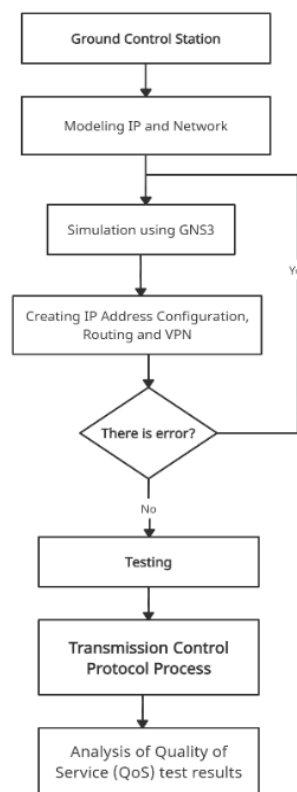 Ground Control Station
Modeling IP and Network
Simulation using GNS3
Creating IP Address Configuration,
Routing and VPN
There is error?
No
Testing
Transmission Control
Protocol Process
Analysis of Quality of
Service (QoS) test results